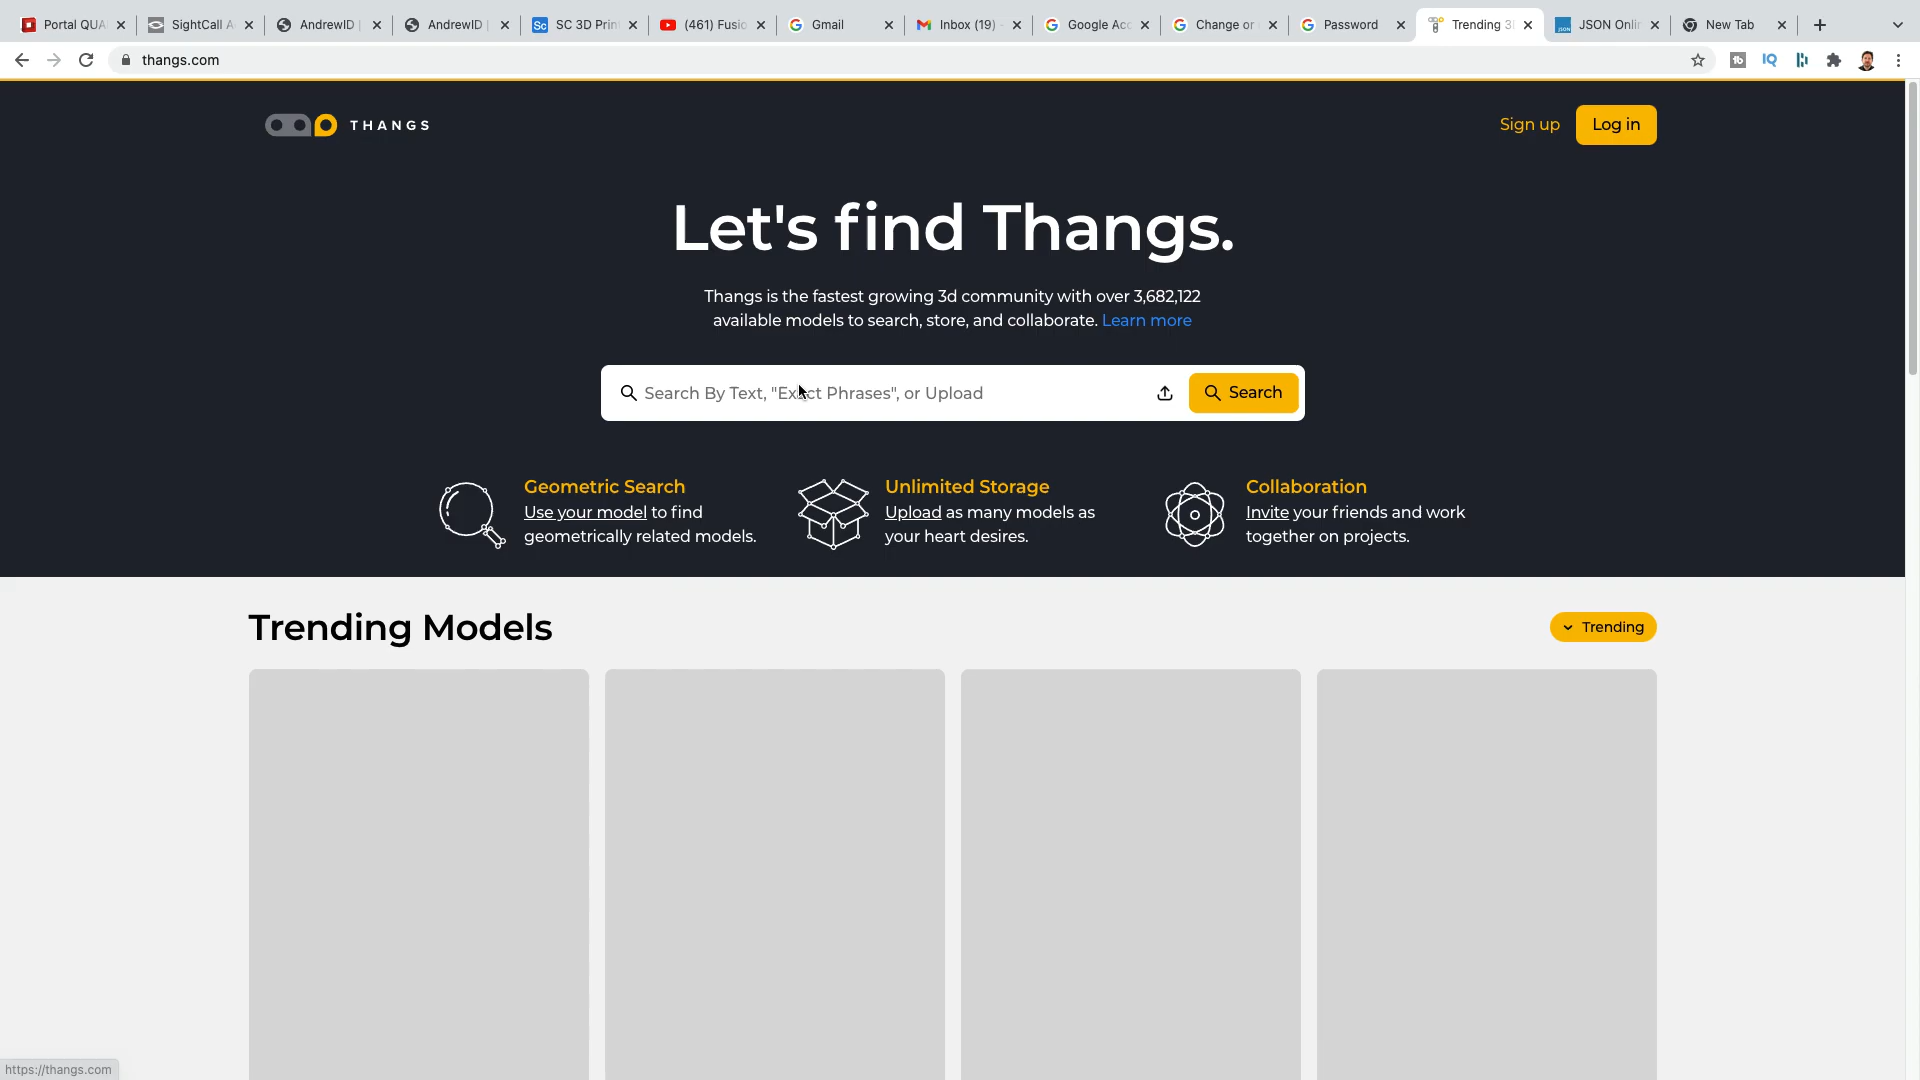 Portal QUA
SightCall A
AndrewID |
AndrewID |
SC 3D Prin
(461) Fusio
Gmail
Inbox (19) -
Google Acc
Change or
Password
Trending 3
JSON Onlin
New Tab
thangs.com
THANGS
Sign up
Log in
Let's find Thangs.
Thangs is the fastest growing 3d community with over 3,682,122
available models to search, store, and collaborate. Learn more
Search By Text, "Exact Phrases", or Upload
Search
Geometric Search
Use your model to find
geometrically related models.
Unlimited Storage
Upload as many models as
your heart desires.
Collaboration
Invite your friends and work
together on projects.
Trending Models
Trending
https://thangs.com